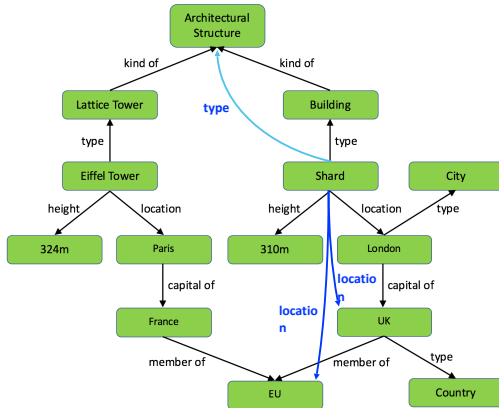 Architectural
Structure
kind of
kind of
Lattice Tower
Building
type
type
type
Eiffel Tower
Shard
City
height
location
height
location
type
324m
Paris
310m
London
capital of
locatio
n
capital of
locatio
n
France
UK
member of
member of
type
EU
Country